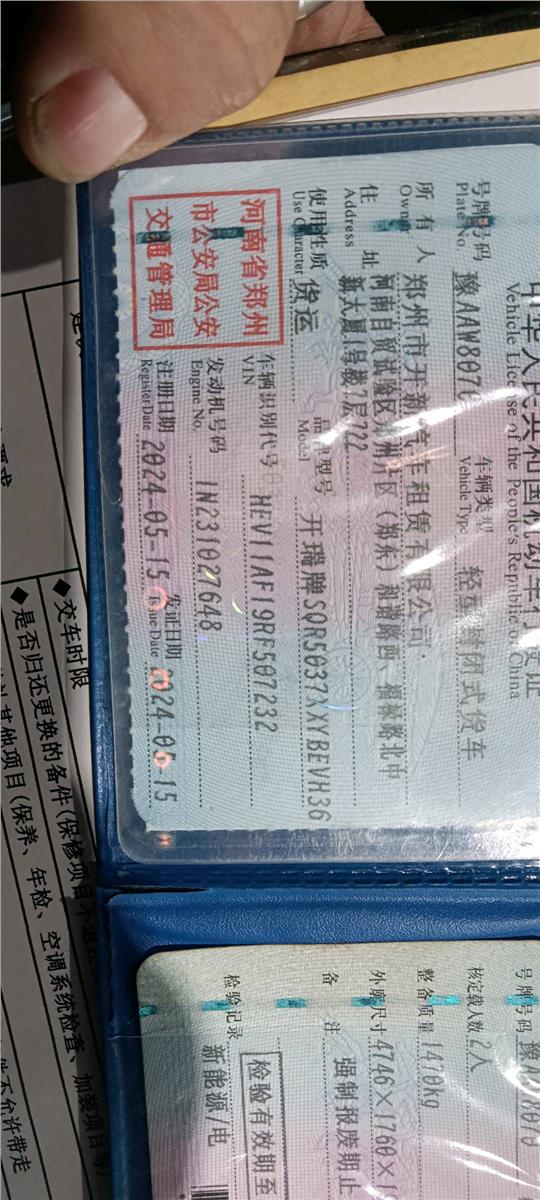 中华人民共和国机动车行驶证
Vehicle License of the People's Republic of China
号牌号码 豫AAW807 车辆类型 轻型封闭式货车
Plate No. Vehicle Type
所有人 郑州市开新汽车租赁有限公司
Owner
住址 河南自贸试验区郑州片区(郑东)
Address 新大厦1号楼7层722
使用性质 货运 品牌型号 开瑞牌SQR5037XXYBEVH36
Use Character Model
河南省郑州
市公安局公安
交通管理局
车辆识别代号 HEV11AF19RF507232
VIN
发动机号码 1N23102648
Engine No.
注册日期 2024-05-15 发证日期 2024-06-15
Register Date Issue Date
号牌号码
核定载人数 2人
整备质量 1470kg
外廓尺寸 4746×1760×1
备注 强制报废期止
检验有效期至
检验记录 新能源/电
◆交车时限
◆是否归还更换的备件(保修项目不
其他项目(保养、年检、空调系统检查、加装项目等
件不允许带走